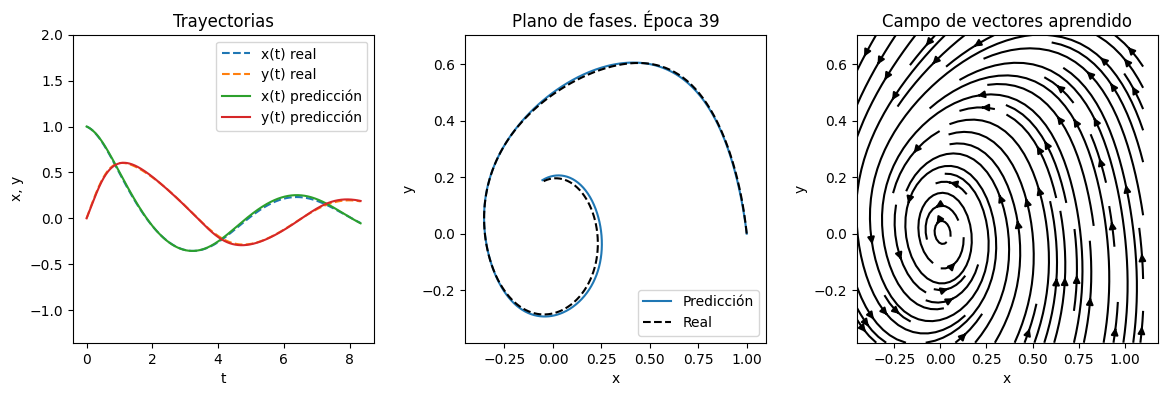 Trayectorias
2.0
1.5
1.0
0.5
0.0
−0.5
−1.0
x, y
0
2
4
6
8
t
x(t) real
y(t) real
x(t) predicción
y(t) predicción
Plano de fases. Época 39
0.6
0.4
0.2
0.0
−0.2
y
−0.25
0.00
0.25
0.50
0.75
1.00
x
Predicción
Real
Campo de vectores aprendido
0.6
0.4
0.2
0.0
−0.2
y
−0.25
0.00
0.25
0.50
0.75
1.00
x